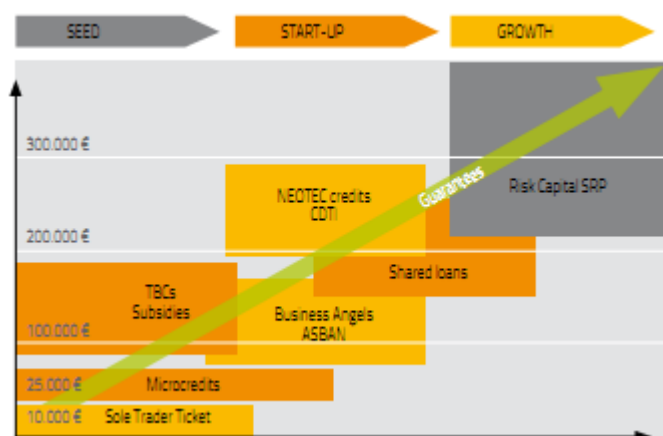 SEED
START-UP
GROWTH
300.000 €
200.000 €
100.000 €
25.000 €
10.000 €
NEOTEC credits
CDTI
Guarantees
Risk Capital SRP
Shared loans
TBCs
Subsidies
Business Angels
ASBAN
Microcredits
Sole Trader Ticket